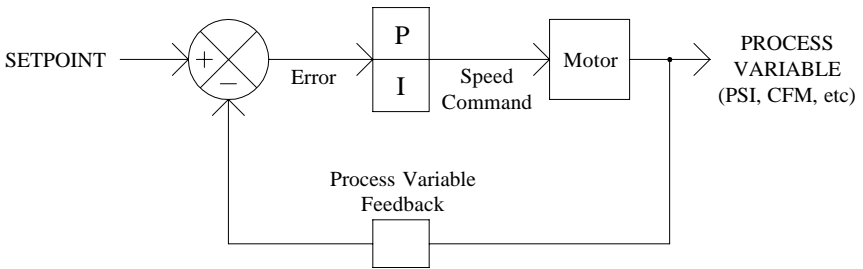 SETPOINT
+
−
Error
P
I
Speed
Command
Motor
PROCESS
VARIABLE
(PSI, CFM, etc)
Process Variable
Feedback